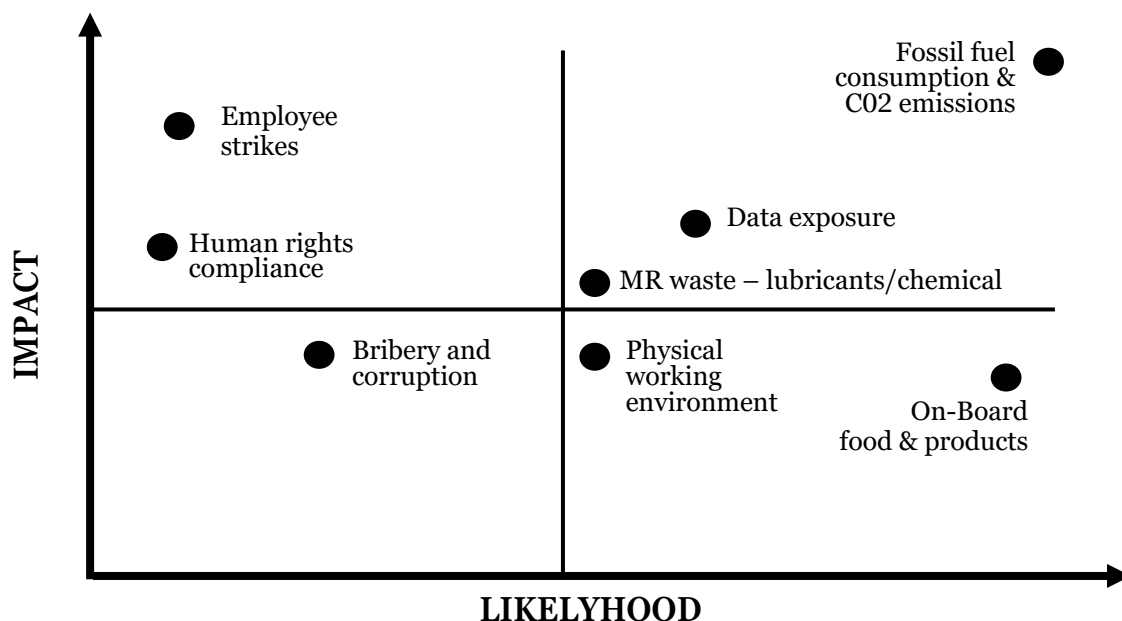 Fossil fuel
consumption &
C02 emissions
Employee
strikes
Data exposure
Human rights
compliance
MR waste – lubricants/chemical
IMPACT
Bribery and
corruption
Physical
working
environment
On-Board
food & products
LIKELYHOOD